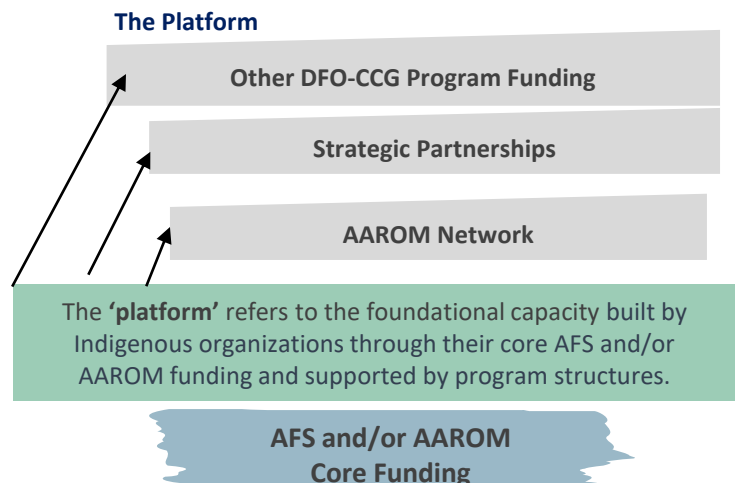 The Platform
Other DFO-CCG Program Funding
Strategic Partnerships
AAROM Network
The ‘platform’ refers to the foundational capacity built by
Indigenous organizations through their core AFS and/or
AAROM funding and supported by program structures.
AFS and/or AAROM
Core Funding